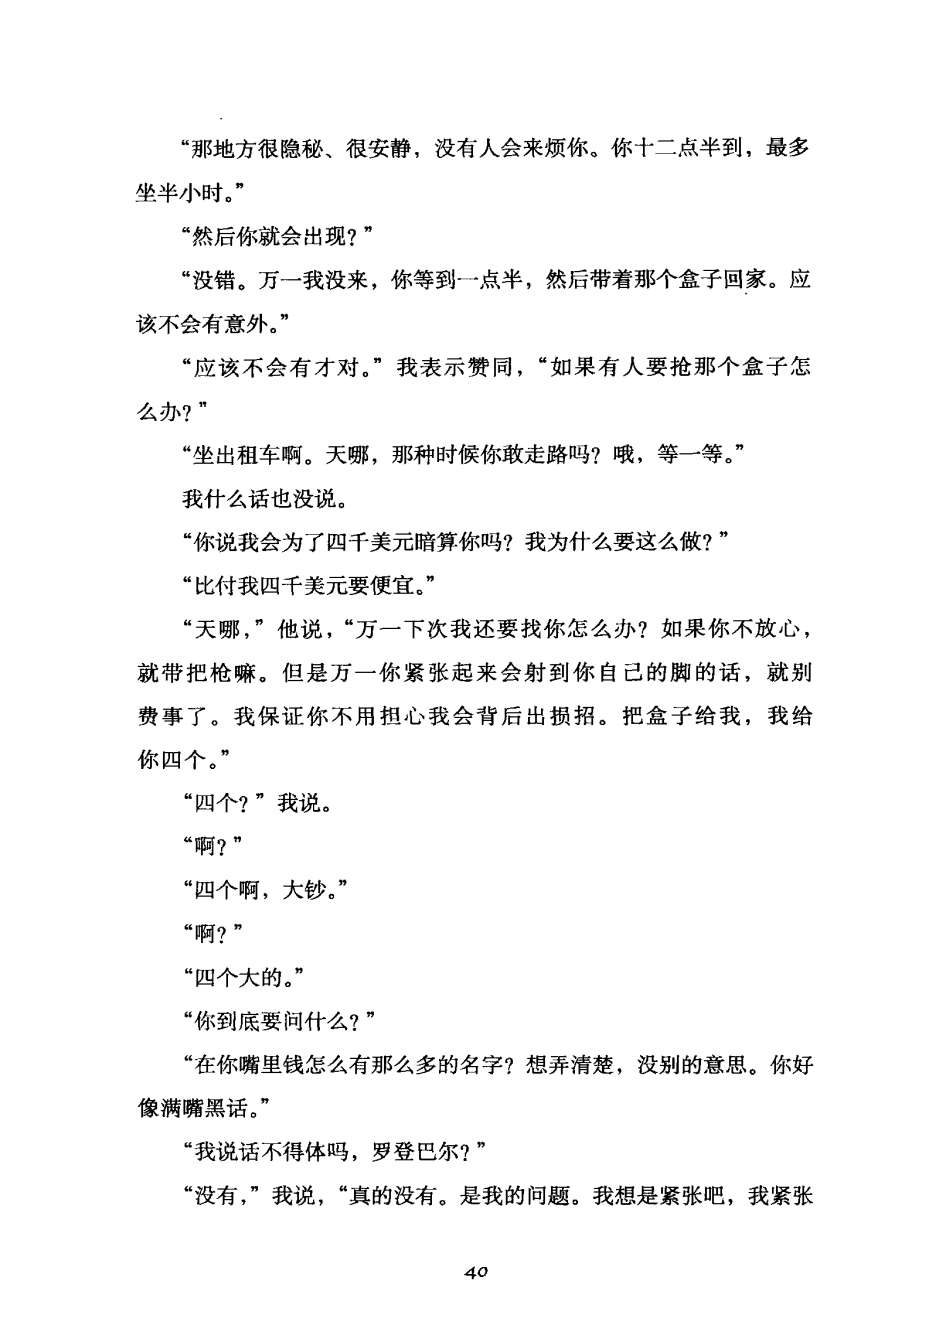 “那地方很隐秘、很安静，没有人会来烦你。你十二点半到，最多
坐半小时。”
“然后你就会出现？”
“没错。万一我没来，你等到一点半，然后带着那个盒子回家。应
该不会有意外。”
“应该不会有才对。”我表示赞同，“如果有人要抢那个盒子怎
么办？”
“坐出租车啊。天哪，那种时候你敢走路吗？哦，等一等。”
我什么话也没说。
“你说我会为了四千美元暗算你吗？我为什么要这么做？”
“比付我四千美元要便宜。”
“天哪，”他说，“万一下次我还要找你怎么办？如果你不放心，
就带把枪嘛。但是万一你紧张起来会射到你自己的脚的话，就别
费事了。我保证你不用担心我会背后出损招。把盒子给我，我给
你四个。”
“四个？”我说。
“啊？”
“四个啊，大钞。”
“啊？”
“四个大的。”
“你到底要问什么？”
“在你嘴里钱怎么有那么多的名字？想弄清楚，没别的意思。你好
像满嘴黑话。”
“我说话不得体吗，罗登巴尔？”
“没有，”我说，“真的没有。是我的问题。我想是紧张吧，我紧张
40